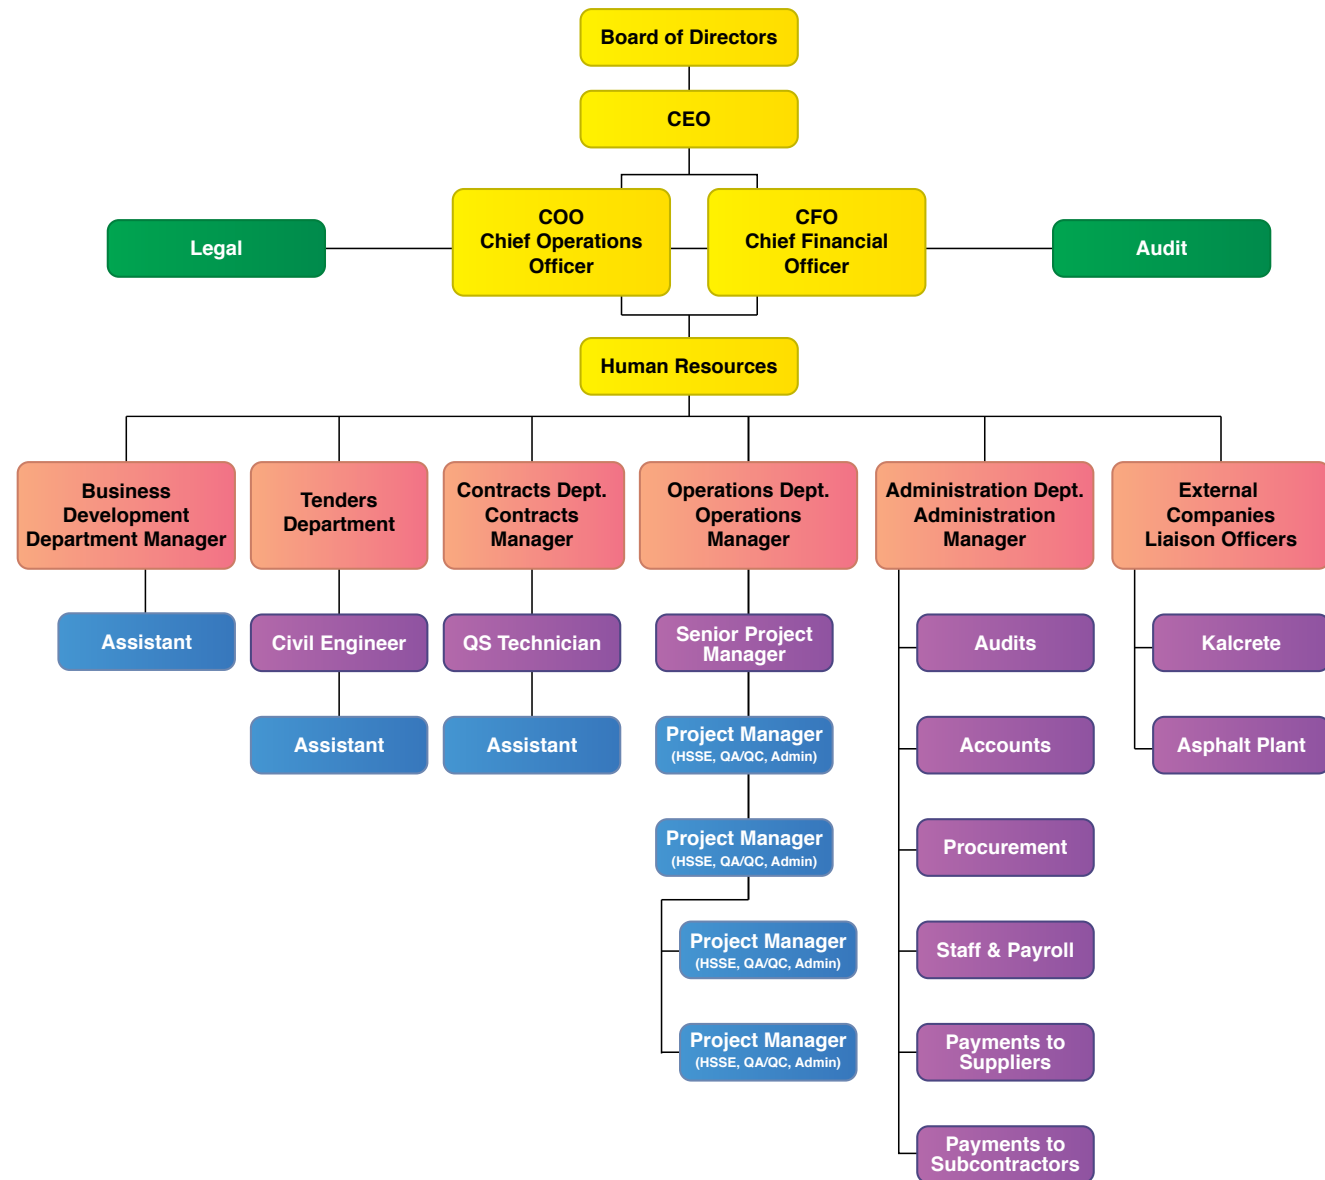 Board of Directors
CEO
COO
Chief Operations
Officer
CFO
Chief Financial
Officer
Legal
Audit
Human Resources
Business
Development
Department Manager
Tenders
Department
Contracts Dept.
Contracts
Manager
Operations Dept.
Operations
Manager
Administration Dept.
Administration
Manager
External
Companies
Liaison Officers
Assistant
Civil Engineer
QS Technician
Senior Project
Manager
Audits
Kalcrete
Assistant
Assistant
Project Manager
(HSSE, QA/QC, Admin)
Accounts
Asphalt Plant
Project Manager
(HSSE, QA/QC, Admin)
Procurement
Project Manager
(HSSE, QA/QC, Admin)
Staff & Payroll
Project Manager
(HSSE, QA/QC, Admin)
Payments to
Suppliers
Payments to
Subcontractors